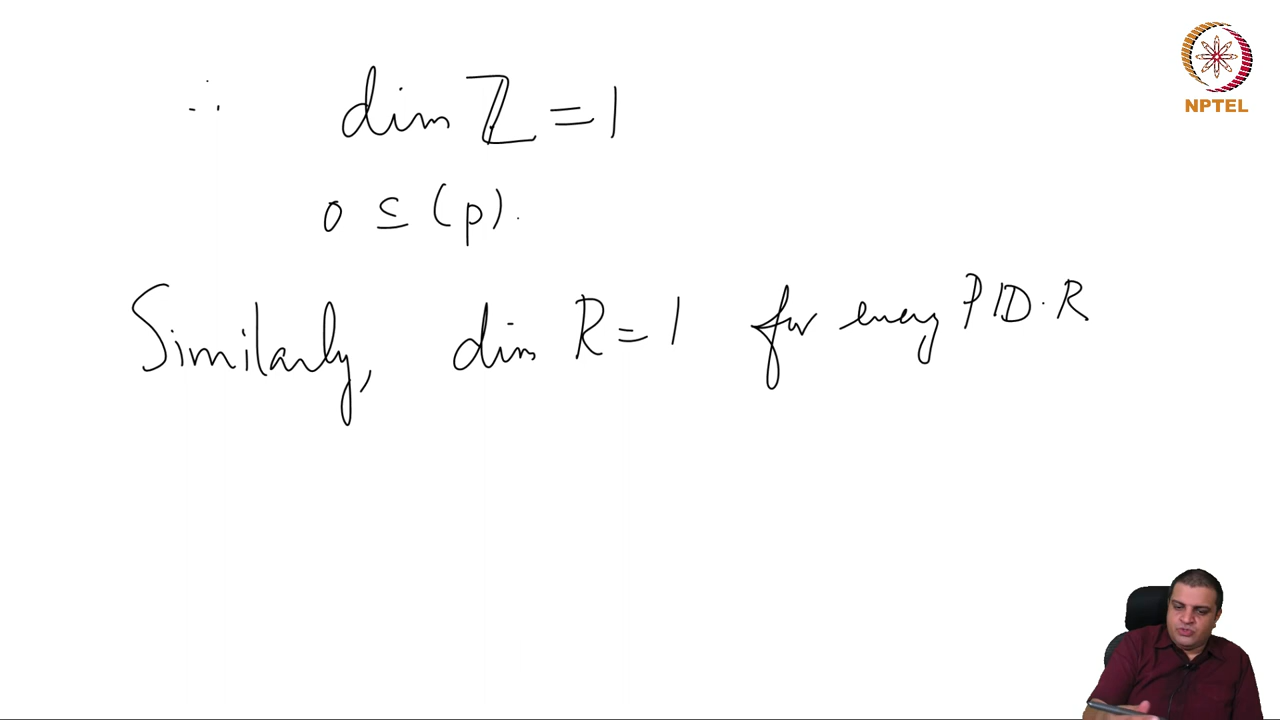 ∴ dim ℤ = 1
0 ⊆ (p).
Similarly, dim R = 1 for every PID. R
NPTEL